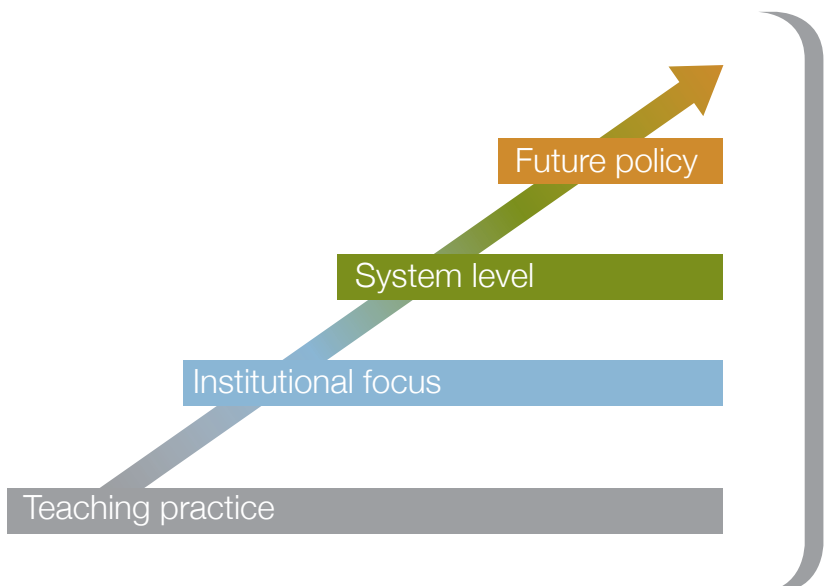 Future policy
System level
Institutional focus
Teaching practice